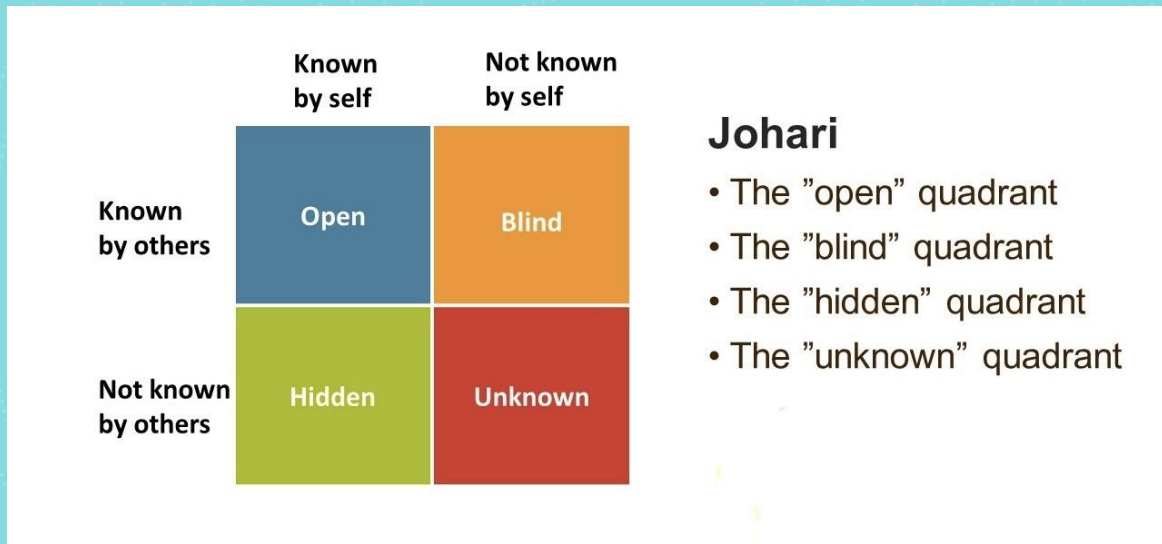 Known
by self
Not known
by self
Known
by others
Open
Blind
Not known
by others
Hidden
Unknown
Johari
• The ”open” quadrant
• The ”blind” quadrant
• The ”hidden” quadrant
• The ”unknown” quadrant